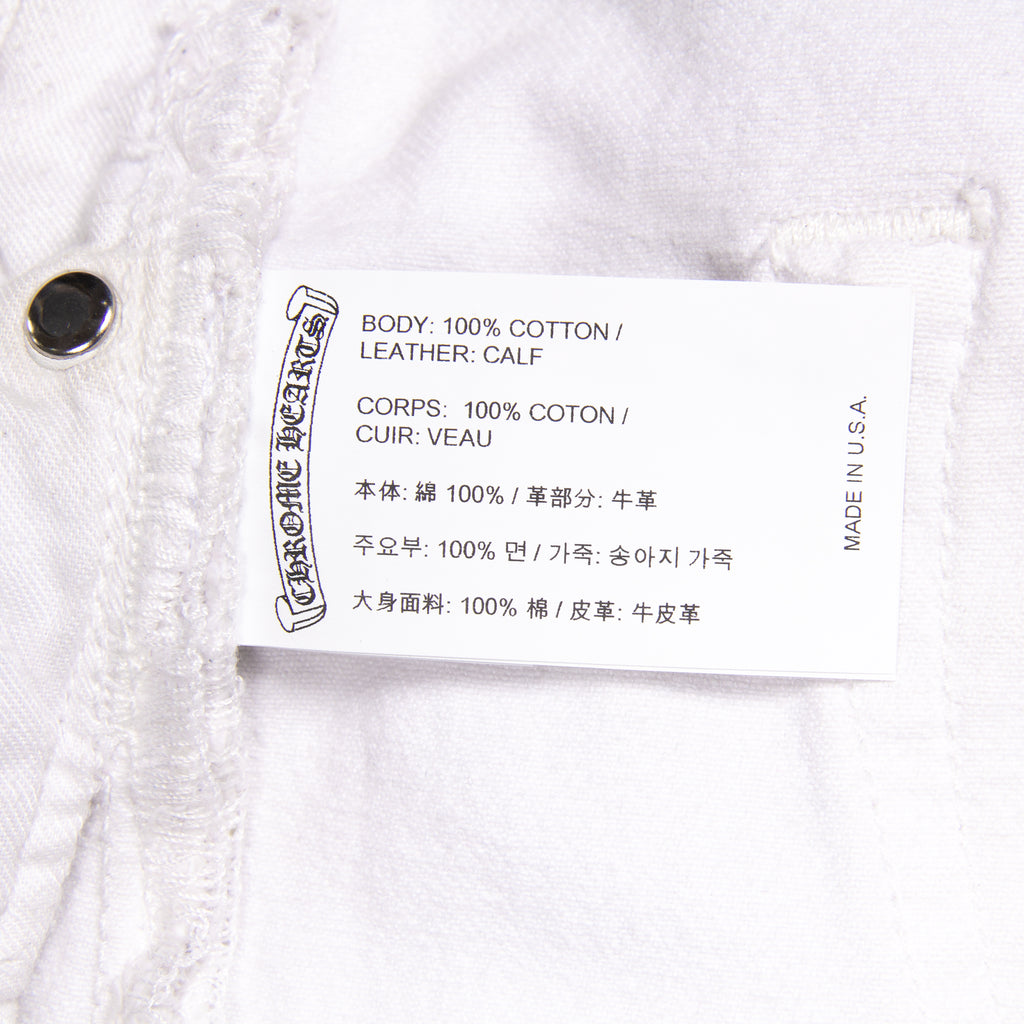 CHROME HEARTS
BODY: 100% COTTON /
LEATHER: CALF
CORPS: 100% COTON /
CUIR: VEAU
本体: 綿 100% / 革部分: 牛革
주요부: 100% 면 / 가죽: 송아지 가죽
大身面料: 100% 棉 / 皮革: 牛皮革
MADE IN U.S.A.